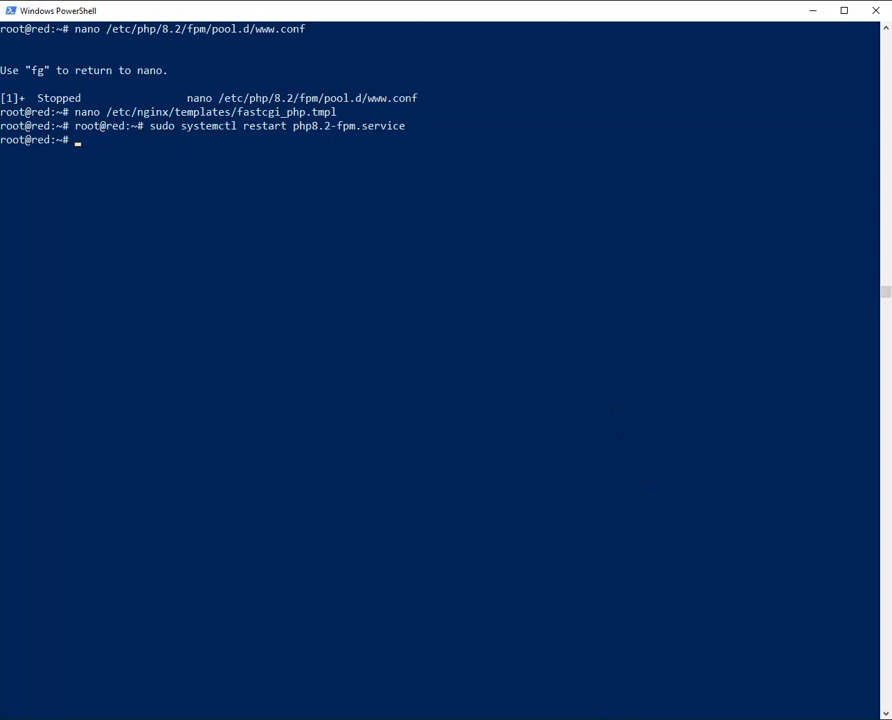 Windows PowerShell
root@red:~# nano /etc/php/8.2/fpm/pool.d/www.conf
Use "fg" to return to nano.
[1]+  Stopped                 nano /etc/php/8.2/fpm/pool.d/www.conf
root@red:~# nano /etc/nginx/templates/fastcgi_php.tmpl
root@red:~# root@red:~# sudo systemctl restart php8.2-fpm.service
root@red:~#